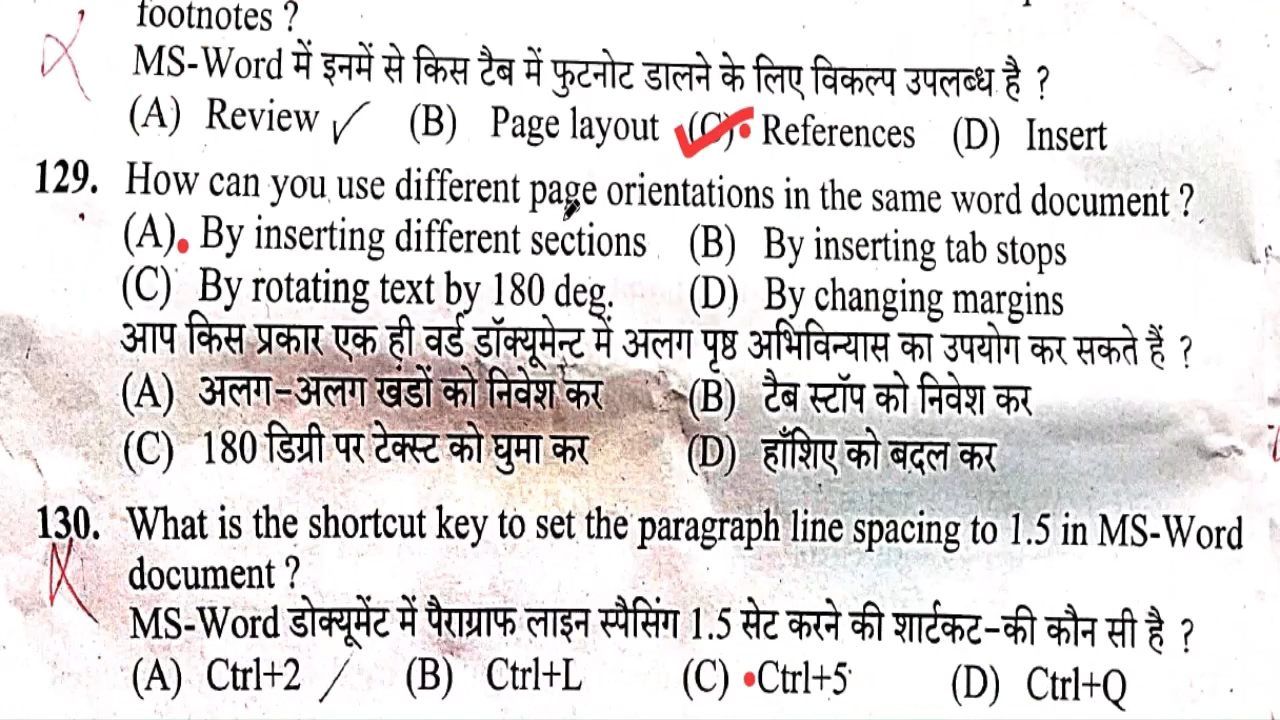 footnotes ?
MS-Word में इनमें से किस टैब में फुटनोट डालने के लिए विकल्प उपलब्ध है ?
(A) Review (B) Page layout (C) References (D) Insert
129. How can you use different page orientations in the same word document ?
(A) By inserting different sections (B) By inserting tab stops
(C) By rotating text by 180 deg. (D) By changing margins
आप किस प्रकार एक ही वर्ड डॉक्यूमेन्ट में अलग पृष्ठ अभिविन्यास का उपयोग कर सकते हैं ?
(A) अलग-अलग खंडों को निवेश कर (B) टैब स्टॉप को निवेश कर
(C) 180 डिग्री पर टेक्स्ट को घुमा कर (D) हाँशिए को बदल कर
130. What is the shortcut key to set the paragraph line spacing to 1.5 in MS-Word
document ?
MS-Word डोक्यूमेंट में पैराग्राफ लाइन स्पैसिंग 1.5 सेट करने की शार्टकट-की कौन सी है ?
(A) Ctrl+2 (B) Ctrl+L (C) Ctrl+5 (D) Ctrl+Q